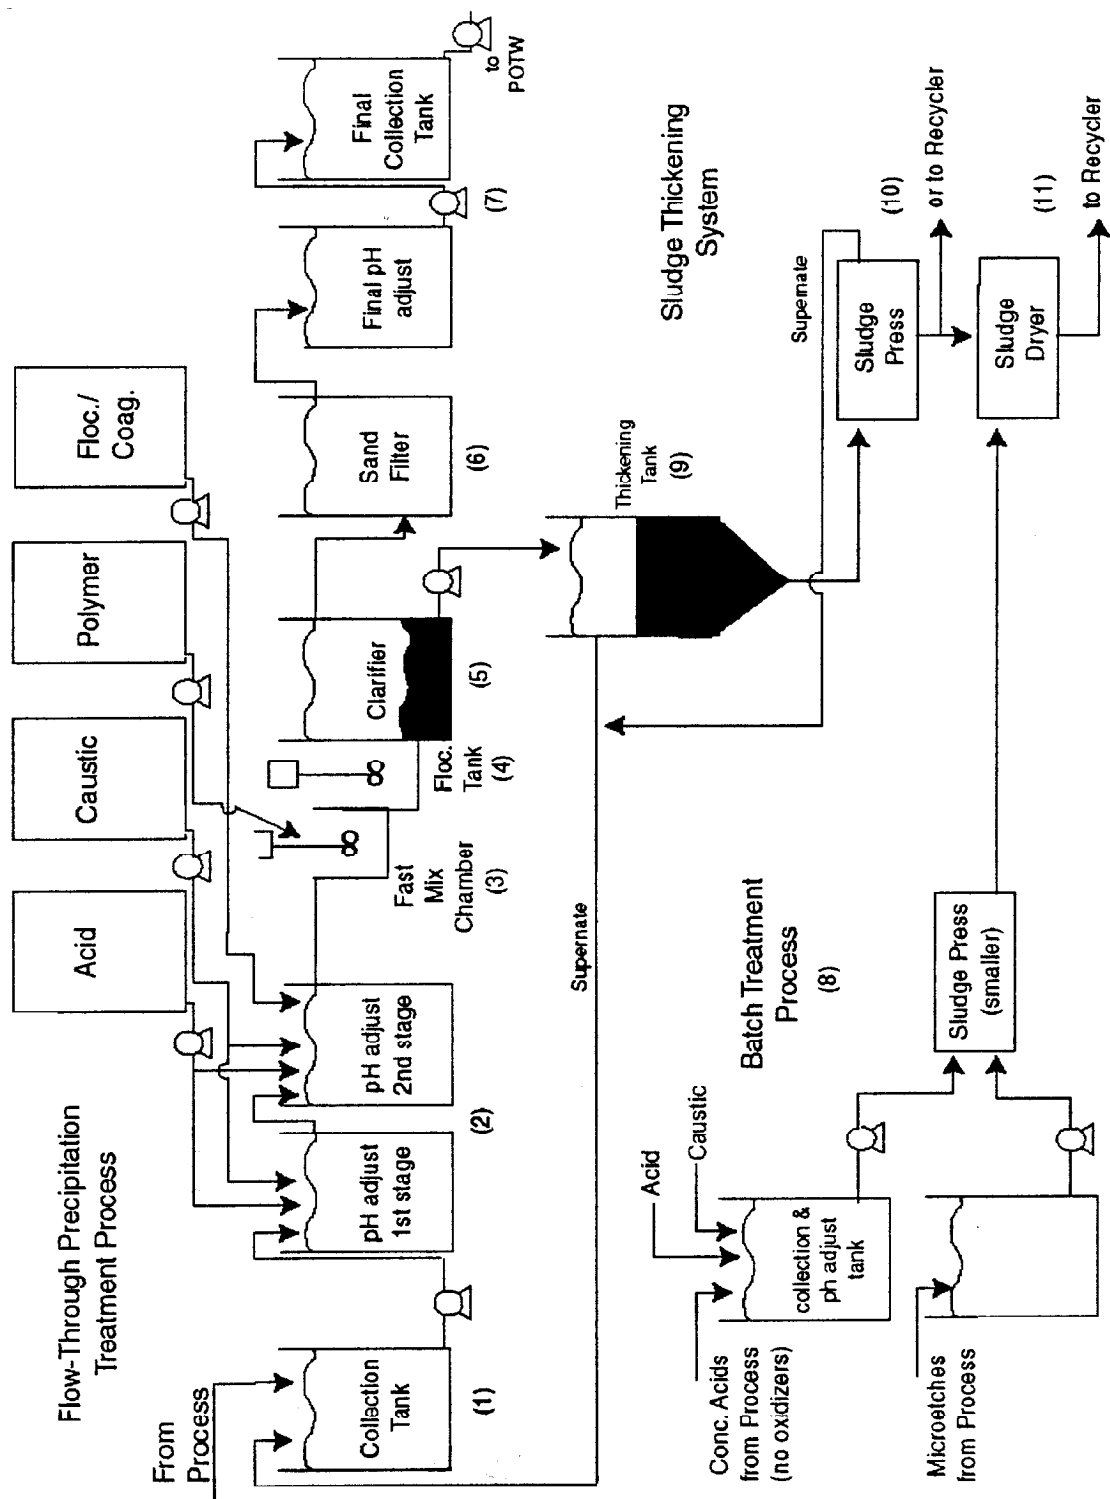 Flow-Through Precipitation
Treatment Process
Acid
Caustic
Polymer
Floc./
Coag.
From
Process
Collection
Tank
(1)
pH adjust
1st stage
(2)
pH adjust
2nd stage
Fast
Mix
Chamber
(3)
Floc.
Tank
(4)
Clarifier
(5)
Sand
Filter
(6)
Final pH
adjust
(7)
Final
Collection
Tank
to
POTW
Supernate
Thickening
Tank
(9)
Sludge Thickening
System
Supernate
Sludge
Press
(10)
or to Recycler
Sludge
Dryer
(11)
to Recycler
Batch Treatment
Process
(8)
Acid
Caustic
Conc. Acids
from Process
(no oxidizers)
collection &
ph adjust
tank
Microetches
from Process
Sludge Press
(smaller)